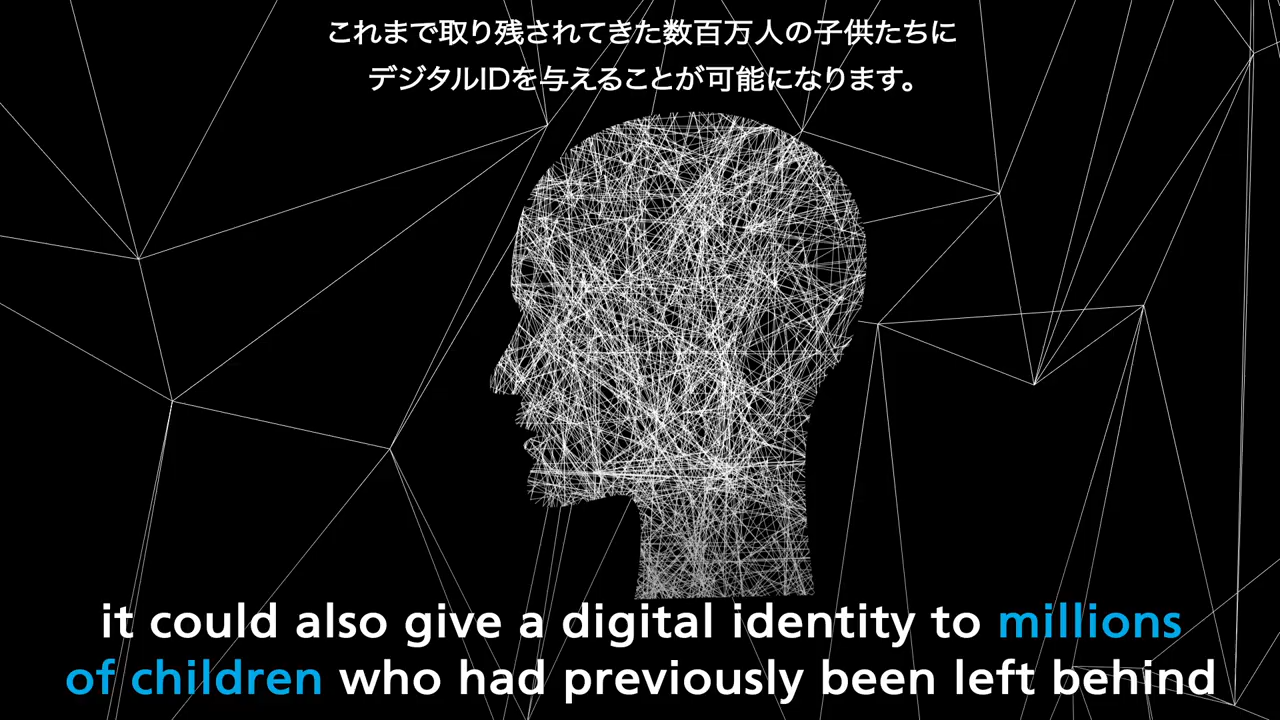 これまで取り残されてきた数百万人の子供たちに
デジタルIDを与えることが可能になります。
it could also give a digital identity to millions
of children who had previously been left behind